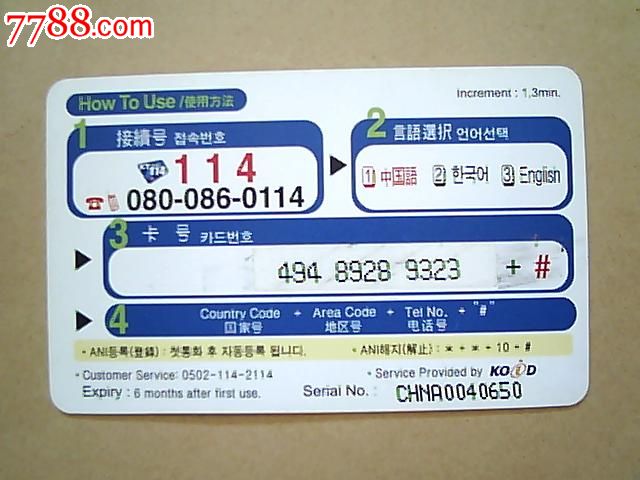 7788.com
How To Use /使用方法
Increment : 1,3min.
1 接續号 접속번호
KT 114 114
080-086-0114
2 言語選択 언어선택
1 中国語 2 한국어 3 Engiisn
3 卡号 카드번호
494 8928 9323 + #
4 Country Code + Area Code + Tel No. + "#"
国家号 地区号 电话号
· ANI등록(登錄) : 첫통화 후 자동등록 됩니다. · ANI해지(解止) : * + * + 10 + #
· Customer Service: 0502-114-2114
· Service Provided by KOID
Expiry : 6 months after first use.
Serial No. : CHNA0040650